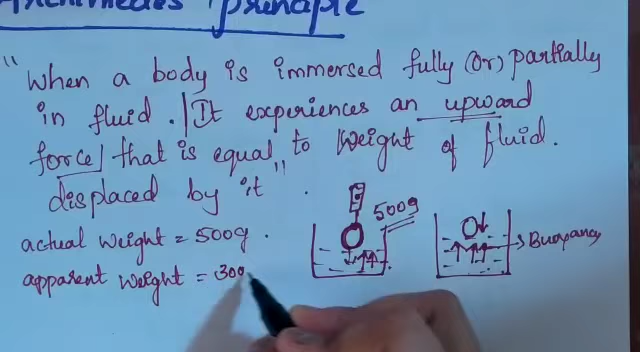 Archimedes principle
"When a body is immersed fully (or) partially
in fluid. It experiences an upward
force that is equal to weight of fluid
displaced by it".
500g
actual weight = 500g.
Buoyancy
apparent weight = 300